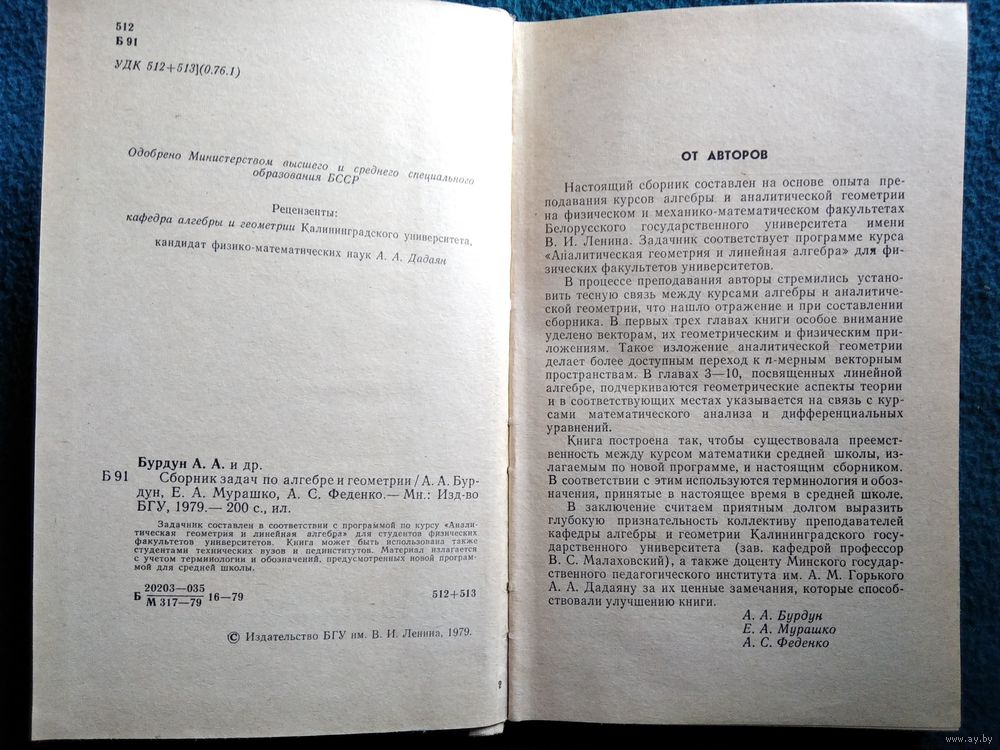 512
Б 91
УДК 512+513](0.76.1)
Одобрено Министерством высшего и среднего специального
образования БССР
Рецензенты:
кафедра алгебры и геометрии Калининградского университета,
кандидат физико-математических наук А. А. Дадаян
Бурдун А. А. и др.
Б 91 Сборник задач по алгебре и геометрии / А. А. Бур-
дун, Е. А. Мурашко, А. С. Феденко.— Мн.: Изд-во
БГУ, 1979.— 200 с., ил.
Задачник составлен в соответствии с программой по курсу «Анали-
тическая геометрия и линейная алгебра» для студентов физических
факультетов университетов. Книга может быть использована также
студентами технических вузов и пединститутов. Материал излагается
с учетом терминологии и обозначений, предусмотренных новой програм-
мой для средней школы.
Б 20203—035
М 317—79 16—79 512+513
© Издательство БГУ им. В. И. Ленина, 1979.
ОТ АВТОРОВ
Настоящий сборник составлен на основе опыта пре-
подавания курсов алгебры и аналитической геометрии
на физическом и механико-математическом факультетах
Белорусского государственного университета имени
В. И. Ленина. Задачник соответствует программе курса
«Аналитическая геометрия и линейная алгебра» для фи-
зических факультетов университетов.
В процессе преподавания авторы стремились устано-
вить тесную связь между курсами алгебры и аналитиче-
ской геометрии, что нашло отражение и при составлении
сборника. В первых трех главах книги особое внимание
уделено векторам, их геометрическим и физическим при-
ложениям. Такое изложение аналитической геометрии
делает более доступным переход к n-мерным векторным
пространствам. В главах 3—10, посвященных линейной
алгебре, подчеркиваются геометрические аспекты теории
и в соответствующих местах указывается на связь с кур-
сами математического анализа и дифференциальных
уравнений.
Книга построена так, чтобы существовала преемст-
венность между курсом математики средней школы,
излагаемым по новой программе, и настоящим сборником.
В соответствии с этим используются терминология и обо-
значения, принятые в настоящее время в средней школе.
В заключение считаем приятным долгом выразить
глубокую признательность коллективу преподавателей
кафедры алгебры и геометрии Калининградского госу-
дарственного университета (зав. кафедрой профессор
В. С. Малаховский), а также доценту Минского государ-
ственного педагогического института им. А. М. Горького
А. А. Дадаяну за их ценные замечания, которые способ-
ствовали улучшению книги.
А. А. Бурдун
Е. А. Мурашко
А. С. Феденко
www.ay.by